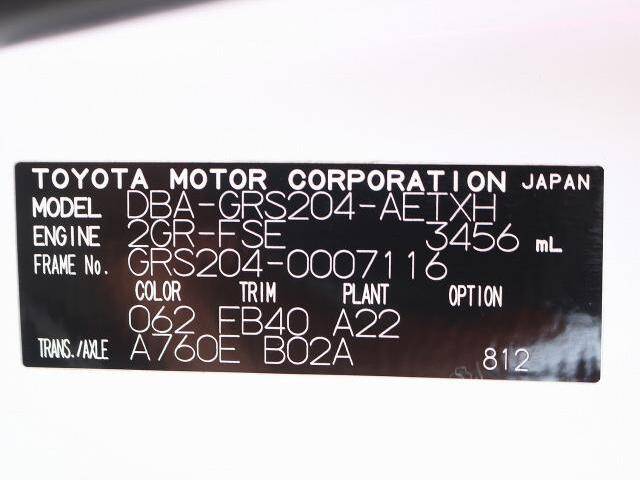 TOYOTA MOTOR CORPORATION JAPAN
MODEL DBA-GRS204-AETXH
ENGINE 2GR-FSE 3456 mL
FRAME No. GRS204-0007116
COLOR TRIM PLANT OPTION
062 FB40 A22
TRANS./AXLE A760E B02A 812